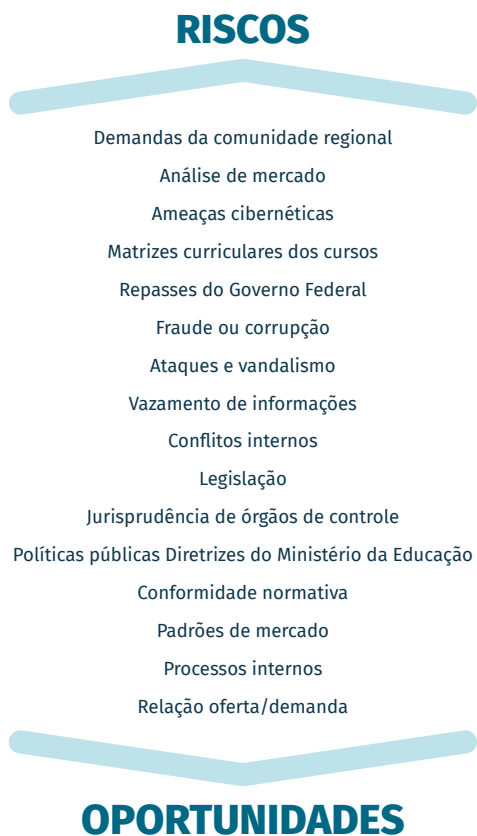 RISCOS
Demandas da comunidade regional
Análise de mercado
Ameaças cibernéticas
Matrizes curriculares dos cursos
Repasses do Governo Federal
Fraude ou corrupção
Ataques e vandalismo
Vazamento de informações
Conflitos internos
Legislação
Jurisprudência de órgãos de controle
Políticas públicas Diretrizes do Ministério da Educação
Conformidade normativa
Padrões de mercado
Processos internos
Relação oferta/demanda
OPORTUNIDADES